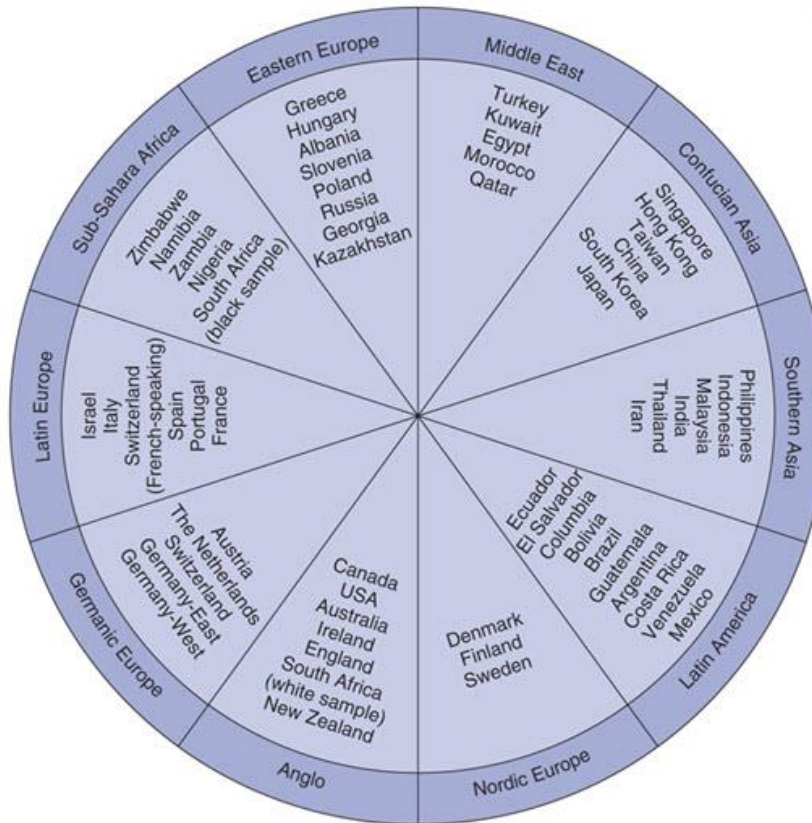 Eastern Europe
Greece
Hungary
Albania
Slovenia
Poland
Russia
Georgia
Kazakhstan
Middle East
Turkey
Kuwait
Egypt
Morocco
Qatar
Confucian Asia
Singapore
Hong Kong
Taiwan
China
South Korea
Japan
Southern Asia
Philippines
Indonesia
Malaysia
India
Thailand
Iran
Latin America
Ecuador
El Salvador
Columbia
Bolivia
Brazil
Guatemala
Argentina
Costa Rica
Venezuela
Mexico
Nordic Europe
Denmark
Finland
Sweden
Anglo
Canada
USA
Australia
Ireland
England
South Africa
(white sample)
New Zealand
Germanic Europe
Austria
The Netherlands
Switzerland
Germany-East
Germany-West
Latin Europe
Israel
Italy
Switzerland
(French-speaking)
Spain
Portugal
France
Sub-Sahara Africa
Zimbabwe
Namibia
Zambia
Nigeria
South Africa
(black sample)